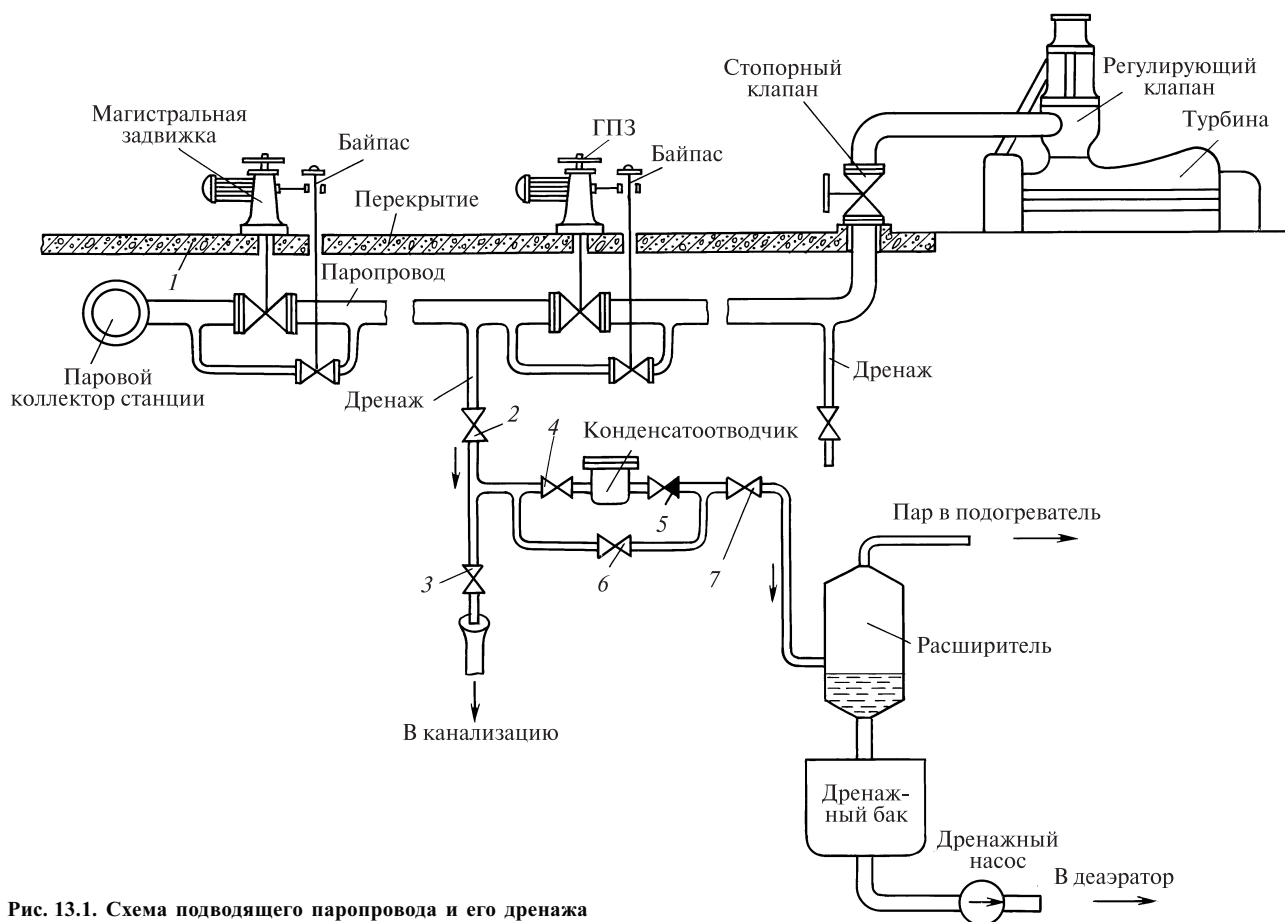 Стопорный
клапан
Регулирующий
клапан
Турбина
Магистральная
задвижка
Байпас
ГПЗ
Байпас
Перекрытие
1
Паропровод
Паровой
коллектор станции
Дренаж
Дренаж
2
4
Конденсатоотводчик
5
6
7
3
Пар в подогреватель
Расширитель
В канализацию
Дренаж-
ный бак
Дренажный
насос
В деаэратор
Рис. 13.1. Схема подводящего паропровода и его дренажа